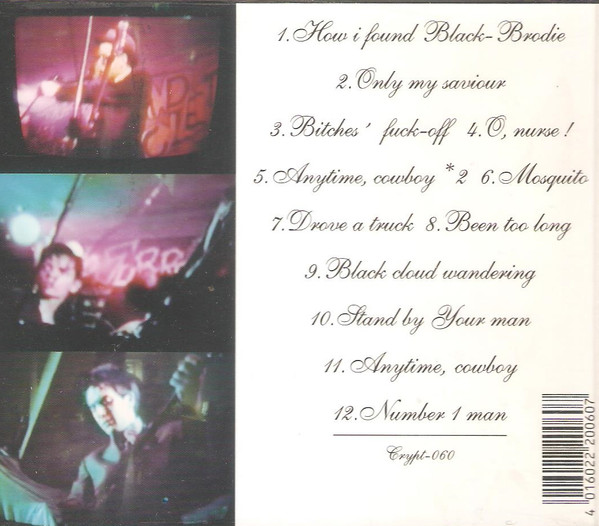 1. How i found Black-Brodie
2. Only my saviour
3. Bitches' fuck-off 4. O, nurse!
5. Anytime, cowboy *2 6. Mosquito
7. Drove a truck 8. Been too long
9. Black cloud wandering
10. Stand by Your man
11. Anytime, cowboy
12. Number 1 man
Crypt-060
4 016022 200607